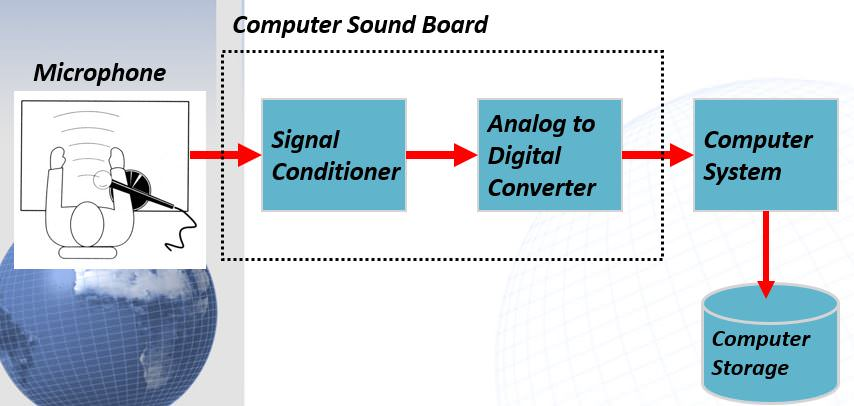 Computer Sound Board
Microphone
Signal
Conditioner
Analog to
Digital
Converter
Computer
System
Computer
Storage